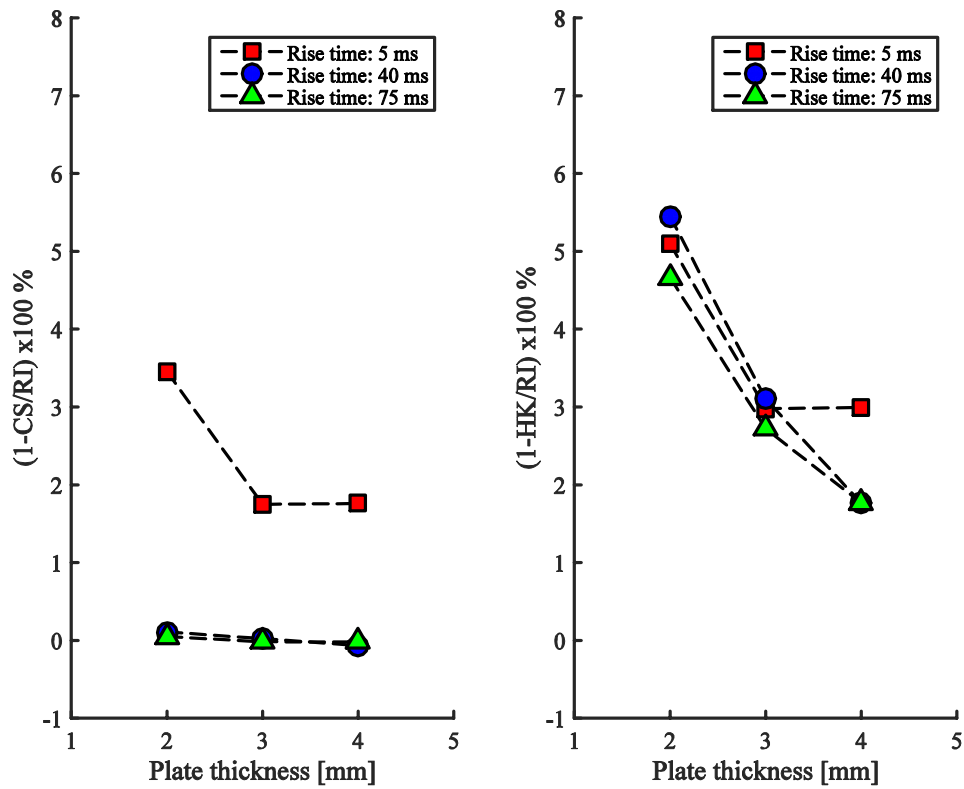 8
7
6
5
4
3
2
1
0
-1
(1-CS/RI) x100 %
Rise time: 5 ms
Rise time: 40 ms
Rise time: 75 ms
1 2 3 4 5
Plate thickness [mm]
8
7
6
5
4
3
2
1
0
-1
(1-HK/RI) x100 %
Rise time: 5 ms
Rise time: 40 ms
Rise time: 75 ms
1 2 3 4 5
Plate thickness [mm]